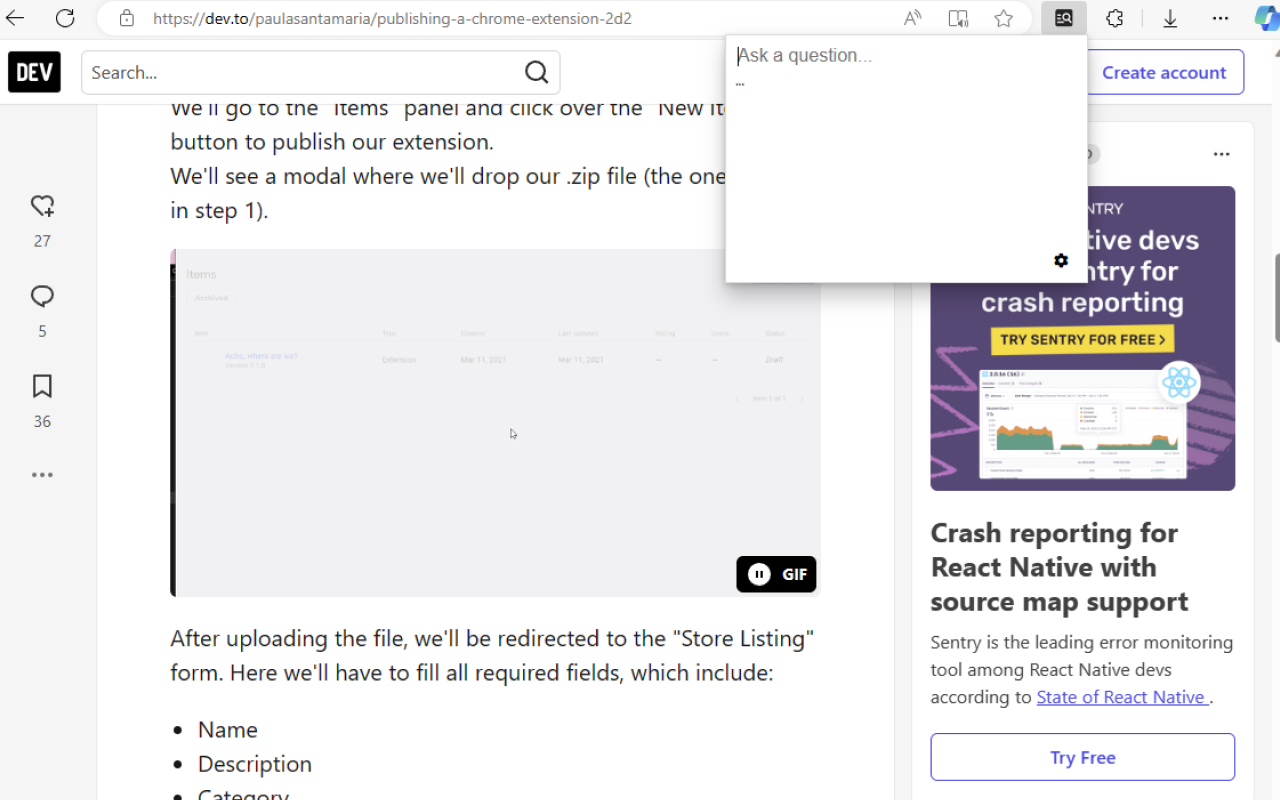 https://dev.to/paulasantamaria/publishing-a-chrome-extension-2d2
DEV
Search...
Ask a question...
...
Create account
We'll go to the "Items" panel and click over the "New It
button to publish our extension.
We'll see a modal where we'll drop our .zip file (the one
in step 1).
27
5
36
Items
Archived
Item
Type
Created
Last updated
Rating
Users
Status
Acho, where are we?
Version 0.1.0
Extension
Mar 11, 2021
Mar 11, 2021
Draft
Item 1 of 1
GIF
After uploading the file, we'll be redirected to the "Store Listing"
form. Here we'll have to fill all required fields, which include:
Name
Description
Category
NTRY
tive devs
ntry for
crash reporting
TRY SENTRY FOR FREE >
Crash reporting for
React Native with
source map support
Sentry is the leading error monitoring
tool among React Native devs
according to State of React Native .
Try Free